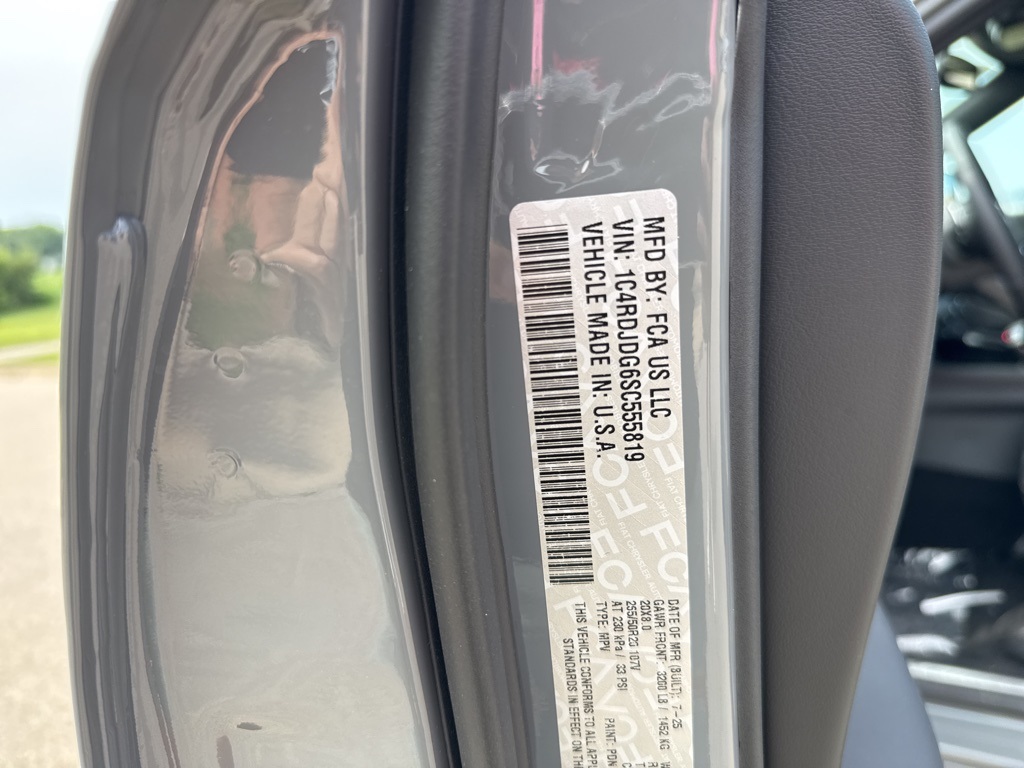 MFD BY: FCA US LLC
VIN: 1C4RDJDG6SC555819
VEHICLE MADE IN: U.S.A.
DATE OF MFR (BUILT): 7-25
GAWR FRONT: 3200 LB / 1452 KG
20X8.0
255/50R20 107V
AT 230 kPa / 33 PSI
TYPE: MPV PAINT: PDN
THIS VEHICLE CONFORMS TO ALL
STANDARDS IN EFFECT ON